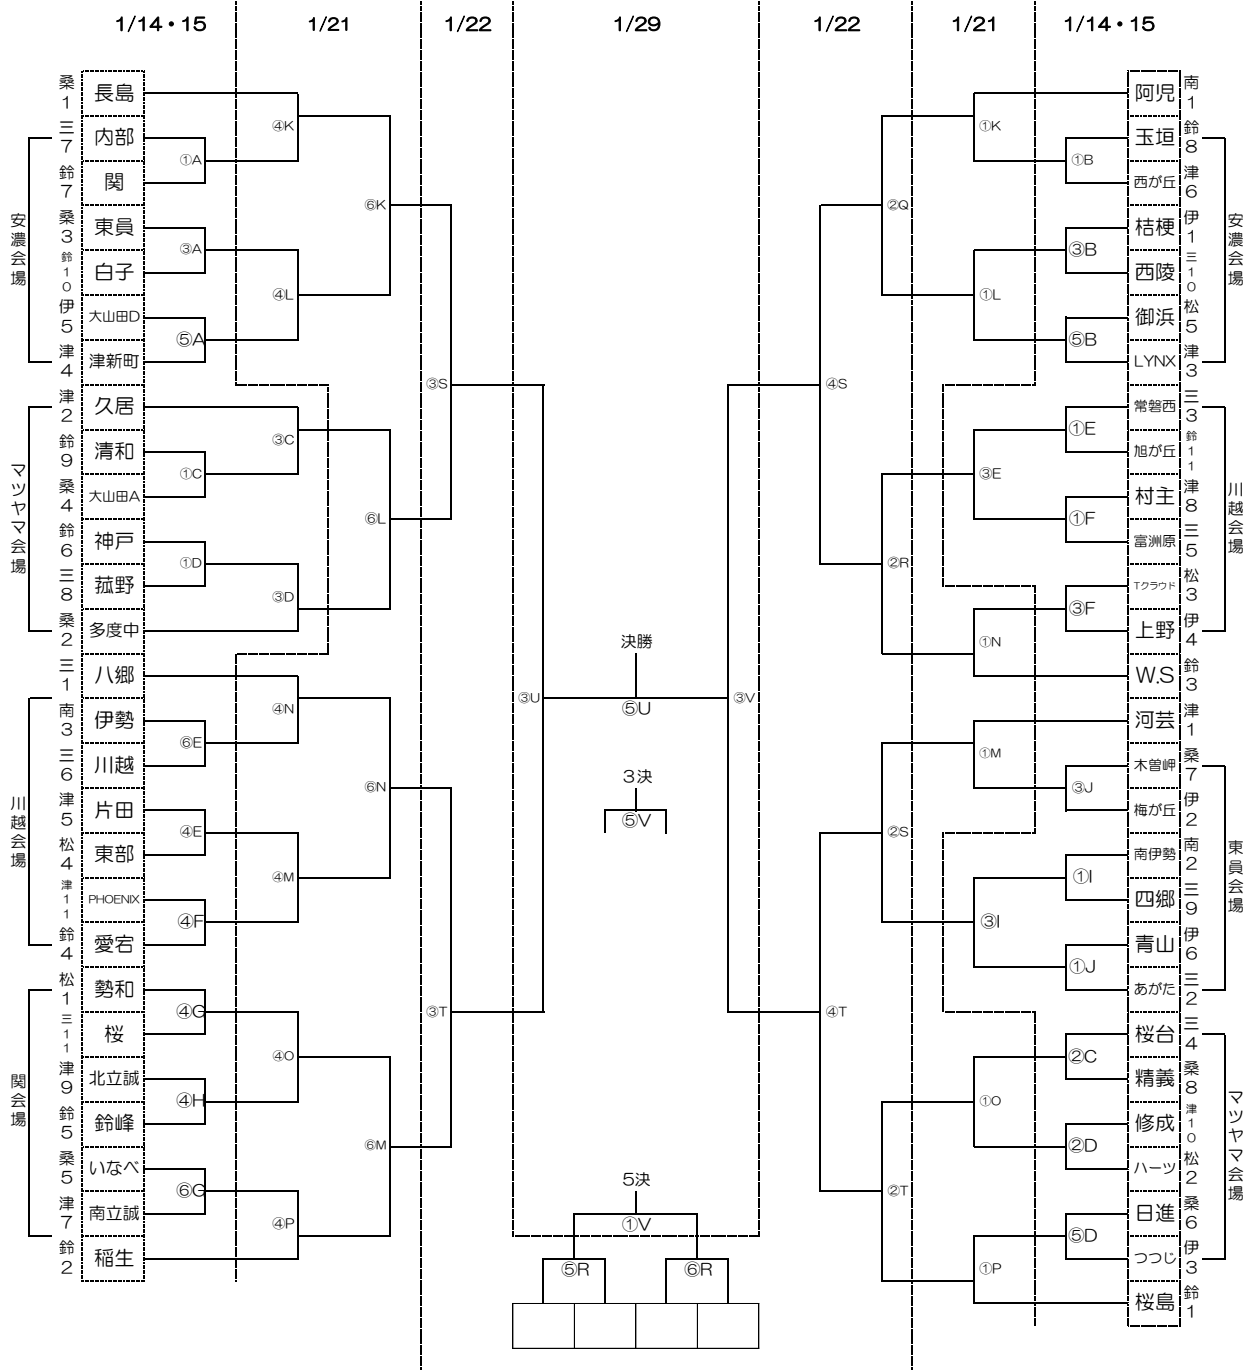 1/14・15
1/21
1/22
1/29
1/22
1/21
1/14・15
桑1 長島
三7 内部
鈴7 関
桑3 東員
鈴10 白子
伊5 大山田D
津4 津新町
津2 久居
鈴9 清和
桑4 大山田A
鈴6 神戸
三8 菰野
桑2 多度中
三1 八郷
南3 伊勢
三6 川越
津5 片田
松4 東部
津11 PHOENIX
鈴4 愛宕
松1 勢和
三11 桜
津9 北立誠
鈴5 鈴峰
桑5 いなべ
津7 南立誠
鈴2 稲生
安濃会場
マツヤマ会場
川越会場
関会場
①A
③A
⑤A
①C
①D
⑥E
④E
④F
④G
④H
⑥G
④K
④L
③C
③D
④N
④M
④O
④P
⑥K
⑥L
⑥N
⑥M
③S
③T
③U
決勝
⑤U
3決
⑤V
5決
①V
⑤R
⑥R
③V
④S
④T
②Q
②R
②S
②T
①K
①L
③E
①N
①M
③I
①O
①P
①B
③B
⑤B
①E
①F
③F
③J
①I
①J
②C
②D
⑤D
阿児 南1
玉垣 鈴8
西が丘 津6
桔梗 伊1
西陵 三10
御浜 松5
LYNX 津3
常磐西 三3
旭が丘 鈴11
村主 津8
富洲原 三5
Tクラウド 松3
上野 伊4
W.S 鈴3
河芸 津1
木曽岬 桑7
梅が丘 伊2
南伊勢 南2
四郷 三9
青山 伊6
あがた 三2
桜台 三4
精義 桑8
修成 津10
ハーツ 松2
日進 桑6
つつじ 伊3
桜島 鈴1
安濃会場
川越会場
東員会場
マツヤマ会場